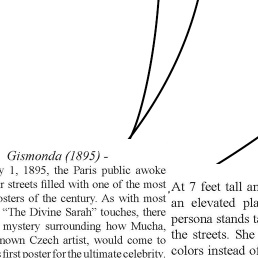 Gismonda (1895) -
y 1, 1895, the Paris public awoke
r streets filled with one of the most
osters of the century. As with most
"The Divine Sarah" touches, there
mystery surrounding how Mucha,
nown Czech artist, would come to
s first poster for the ultimate celebrity.
At 7 feet tall an
an elevated pla
persona stands ta
the streets. She
colors instead of